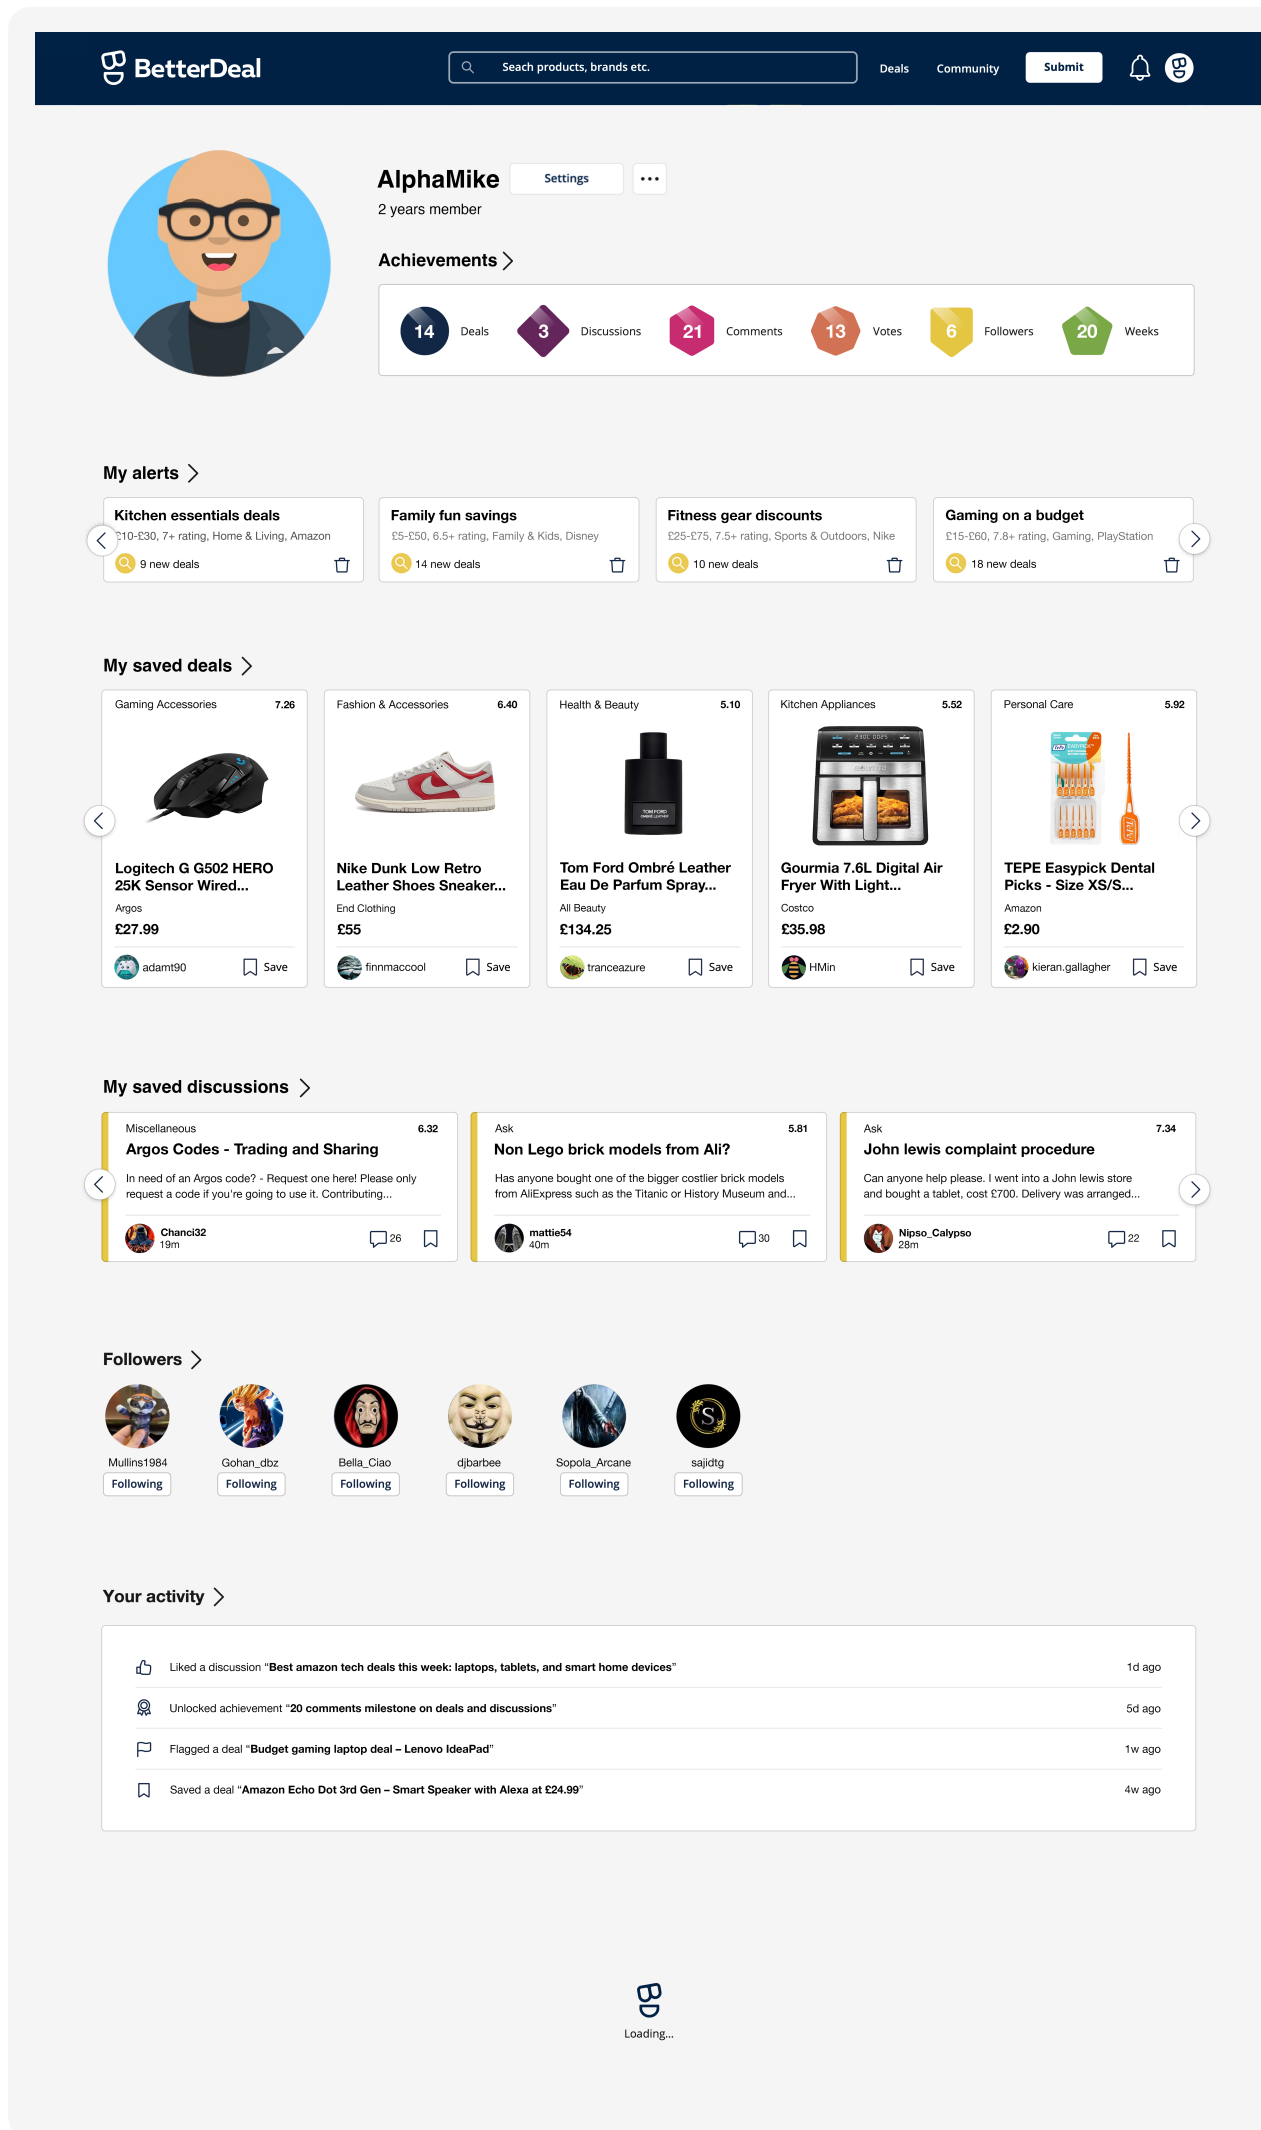 BetterDeal
Seach products, brands etc.
Deals
Community
Submit
AlphaMike
Settings
2 years member
Achievements
14 Deals
3 Discussions
21 Comments
13 Votes
6 Followers
20 Weeks
My alerts
Kitchen essentials deals
£10-£30, 7+ rating, Home & Living, Amazon
9 new deals
Family fun savings
£5-£50, 6.5+ rating, Family & Kids, Disney
14 new deals
Fitness gear discounts
£25-£75, 7.5+ rating, Sports & Outdoors, Nike
10 new deals
Gaming on a budget
£15-£60, 7.8+ rating, Gaming, PlayStation
18 new deals
My saved deals
Gaming Accessories 7.26
Logitech G G502 HERO
25K Sensor Wired...
Argos
£27.99
adamt90
Save
Fashion & Accessories 6.40
Nike Dunk Low Retro
Leather Shoes Sneaker...
End Clothing
£55
finnmaccool
Save
Health & Beauty 5.10
TOM FORD
OMBRÉ LEATHER
Tom Ford Ombré Leather
Eau De Parfum Spray...
All Beauty
£134.25
tranceazure
Save
Kitchen Appliances 5.52
Gourmia 7.6L Digital Air
Fryer With Light...
Costco
£35.98
HMin
Save
Personal Care 5.92
TePe
EASYPICK
TePe
TEPE Easypick Dental
Picks - Size XS/S...
Amazon
£2.90
kieran.gallagher
Save
My saved discussions
Miscellaneous 6.32
Argos Codes - Trading and Sharing
In need of an Argos code? - Request one here! Please only
request a code if you're going to use it. Contributing...
Chanci32
19m
26
Ask 5.81
Non Lego brick models from Ali?
Has anyone bought one of the bigger costlier brick models
from AliExpress such as the Titanic or History Museum and...
mattie54
40m
30
Ask 7.34
John lewis complaint procedure
Can anyone help please. I went into a John lewis store
and bought a tablet, cost £700. Delivery was arranged...
Nipso_Calypso
28m
22
Followers
S
Mullins1984
Gohan_dbz
Bella_Ciao
djbarbee
Sopola_Arcane
sajidtg
Following
Following
Following
Following
Following
Following
Your activity
Liked a discussion “Best amazon tech deals this week: laptops, tablets, and smart home devices” 1d ago
Unlocked achievement “20 comments milestone on deals and discussions” 5d ago
Flagged a deal “Budget gaming laptop deal – Lenovo IdeaPad” 1w ago
Saved a deal “Amazon Echo Dot 3rd Gen – Smart Speaker with Alexa at £24.99” 4w ago
BD
Loading...